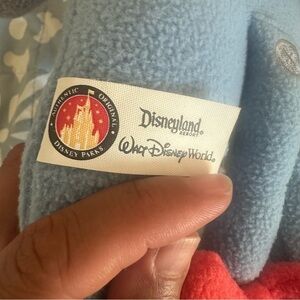 AUTHENTIC ORIGINAL
DISNEY PARKS
Disneyland®
RESORT
Walt Disney World®